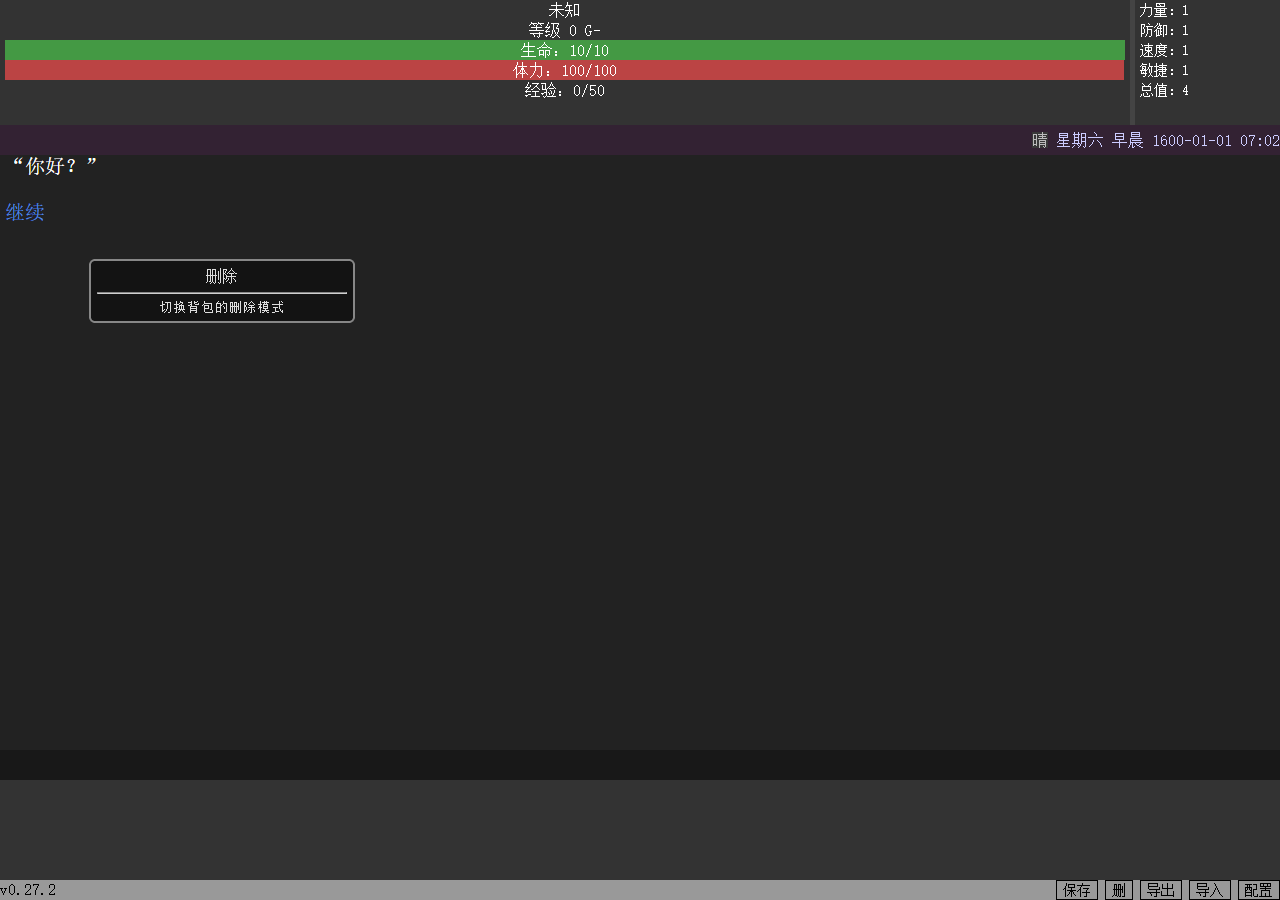 未知
等级 0 G-
生命：10/10
体力：100/100
经验：0/50
力量：1
防御：1
速度：1
敏捷：1
总值：4
晴 星期六 早晨 1600-01-01 07:02
“你好？”
继续
删除
切换背包的删除模式
v0.27.2
保存 删 导出 导入 配置